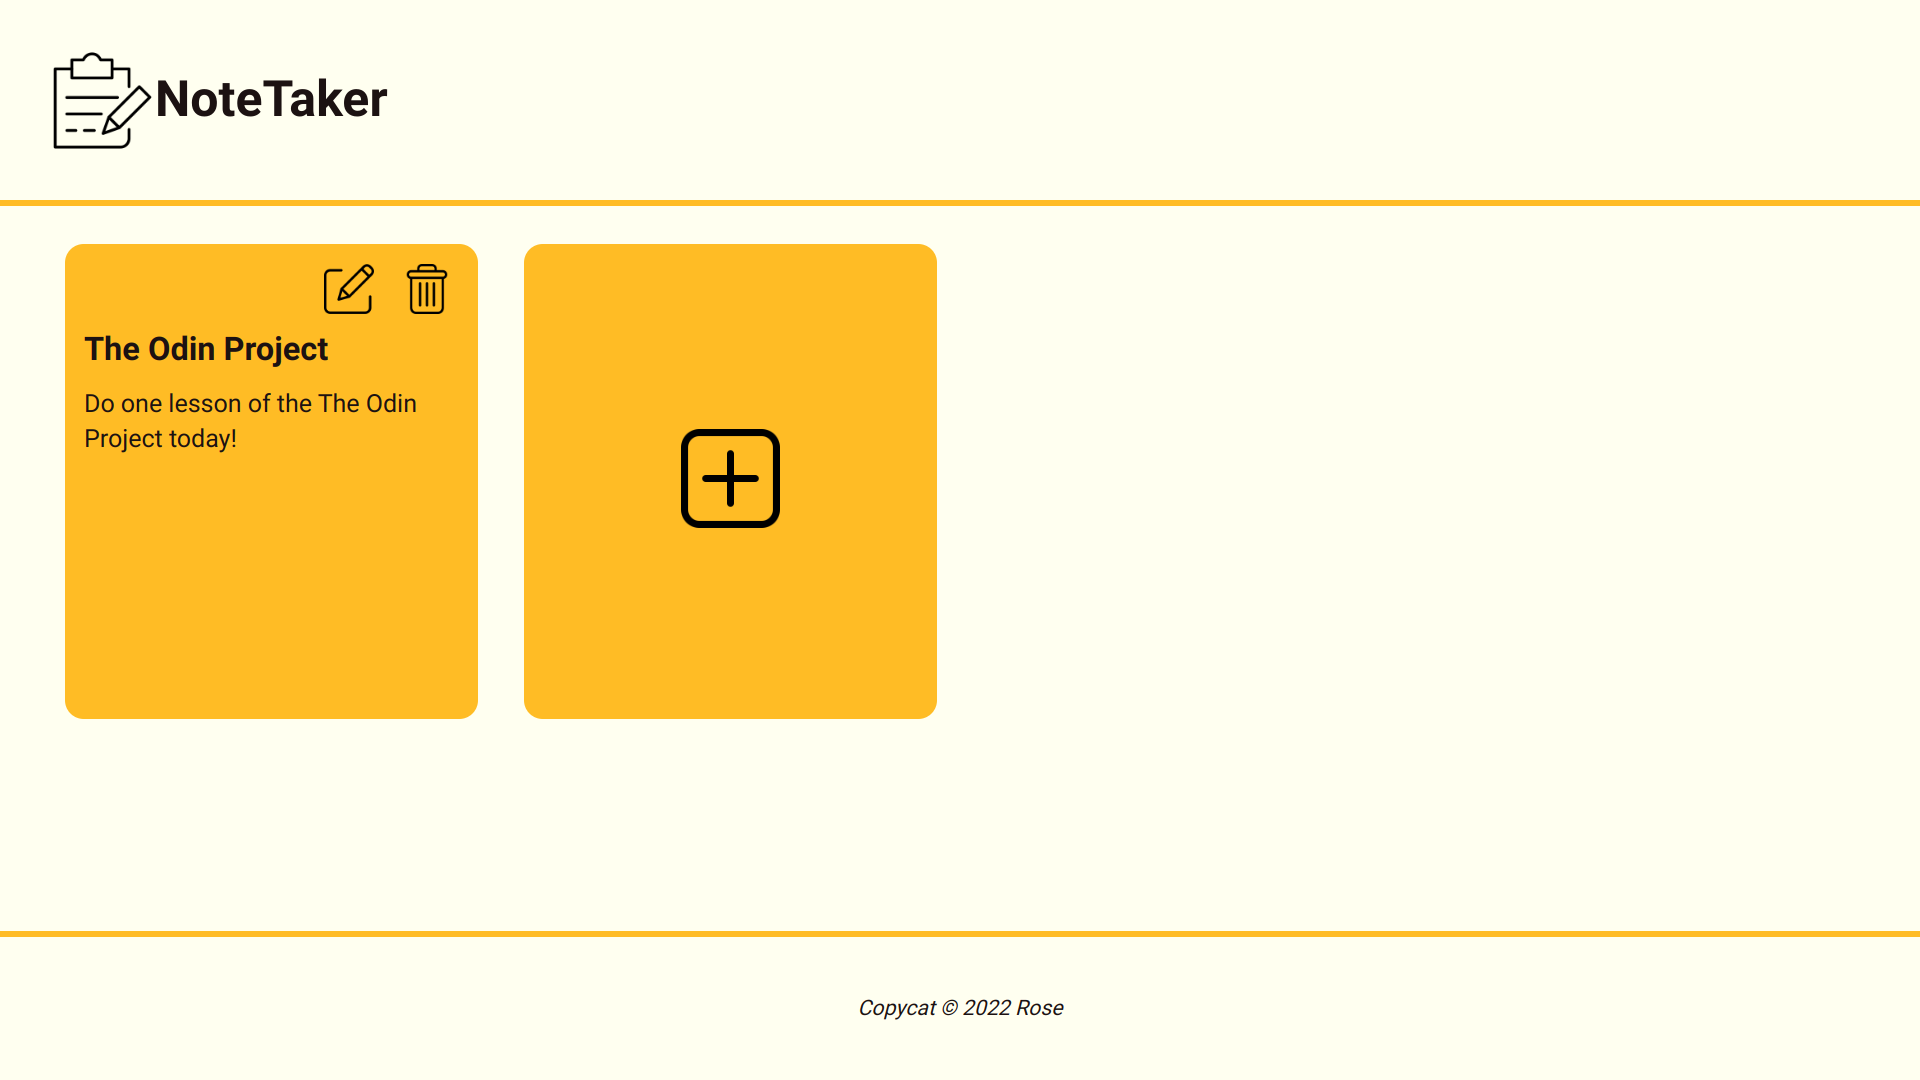 NoteTaker
The Odin Project
Do one lesson of the The Odin
Project today!
Copycat © 2022 Rose